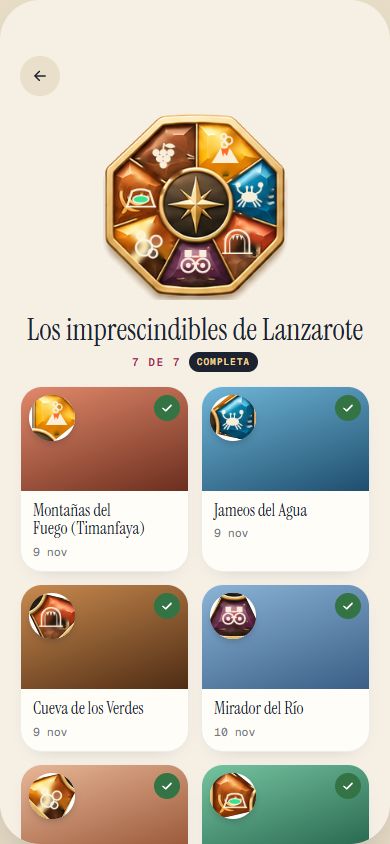 Los imprescindibles de Lanzarote
7 DE 7 COMPLETA
Montañas del
Fuego (Timanfaya)
9 nov
Jameos del Agua
9 nov
Cueva de los Verdes
9 nov
Mirador del Río
10 nov